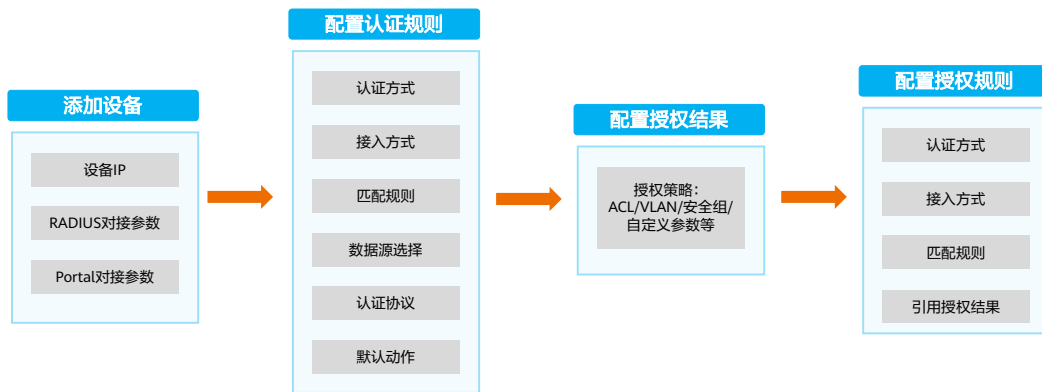 添加设备
设备IP
RADIUS对接参数
Portal对接参数
配置认证规则
认证方式
接入方式
匹配规则
数据源选择
认证协议
默认动作
配置授权结果
授权策略：
ACL/VLAN/安全组/
自定义参数等
配置授权规则
认证方式
接入方式
匹配规则
引用授权结果